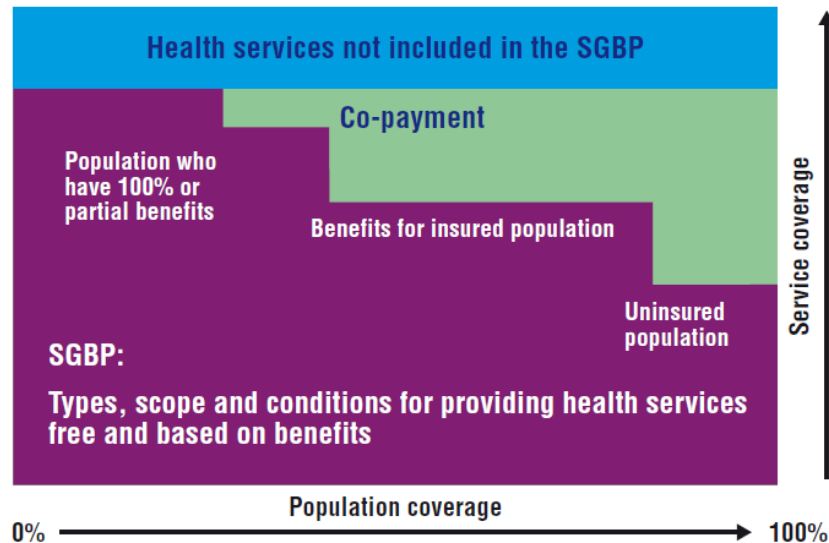 Health services not included in the SGBP
Co-payment
Population who
have 100% or
partial benefits
Benefits for insured population
Uninsured
population
SGBP:
Types, scope and conditions for providing health services
free and based on benefits
Service coverage
Population coverage
0%
100%